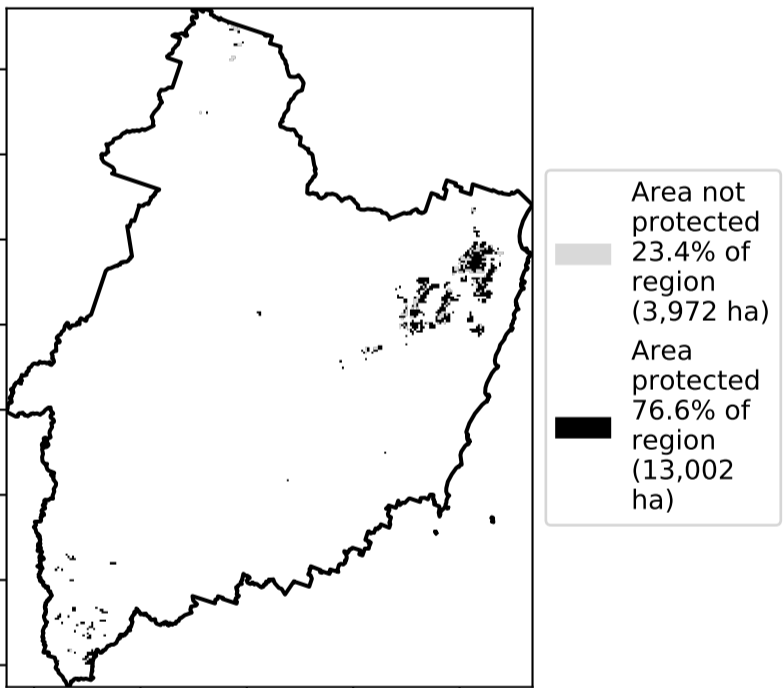 Area not
protected
23.4% of
region
(3,972 ha)
Area
protected
76.6% of
region
(13,002
ha)